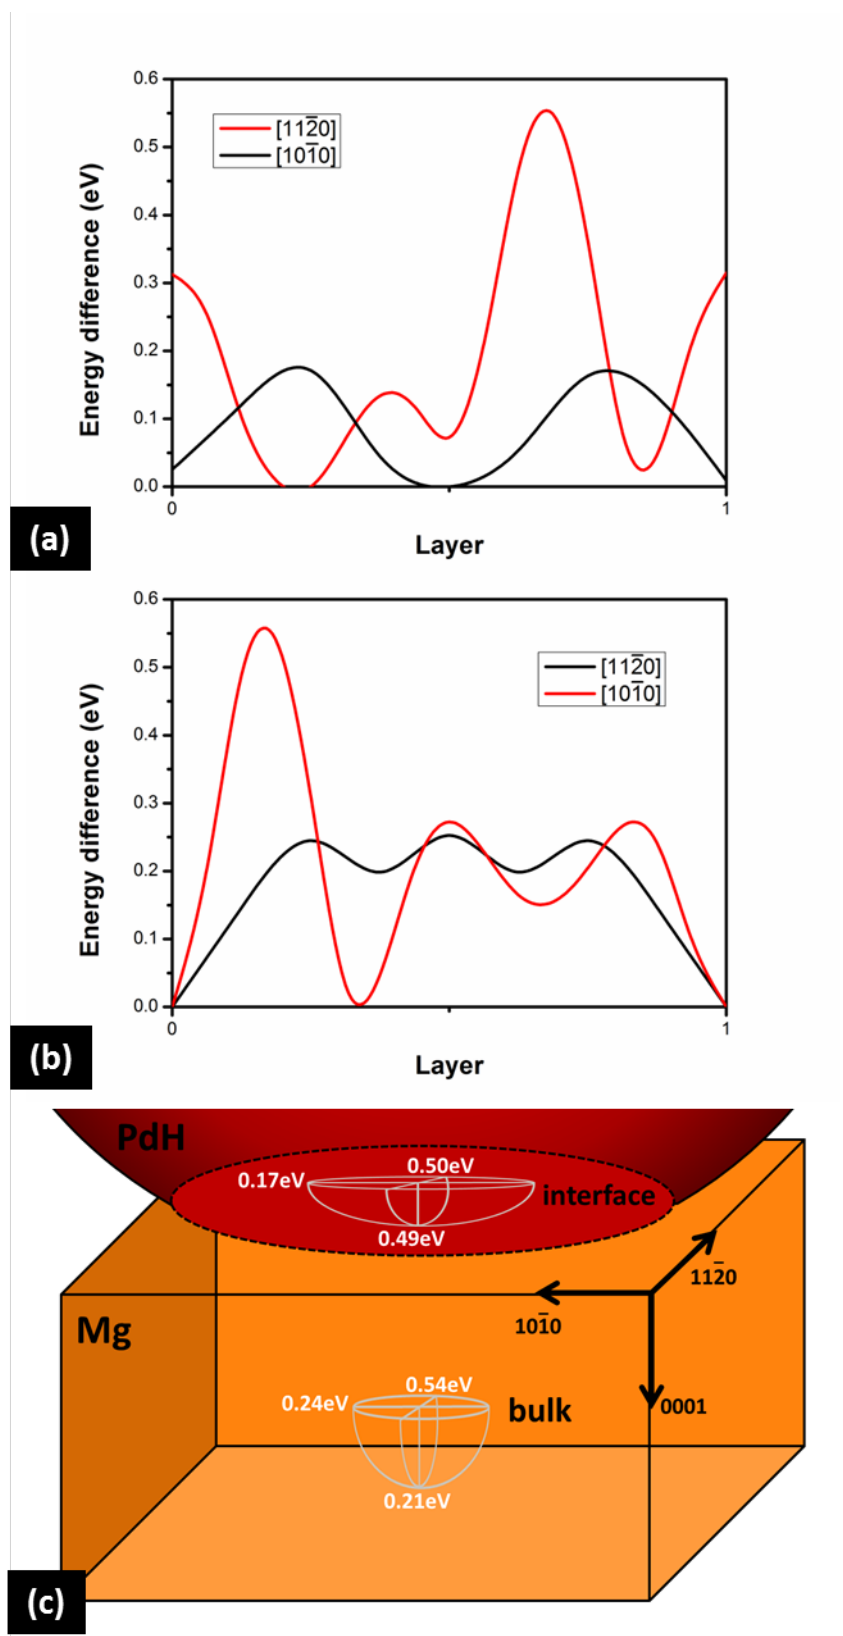 0.6
[112̅0]
[101̅0]
0.5
0.4
0.3
0.2
0.1
0.0
Energy difference (eV)
0 1
Layer
(a)
0.6
[112̅0]
[101̅0]
0.5
0.4
0.3
0.2
0.1
0.0
Energy difference (eV)
0 1
Layer
(b)
PdH
0.50eV
0.17eV
interface
0.49eV
112̅0
101̅0
Mg
0.54eV
0.24eV
bulk
0001
0.21eV
(c)